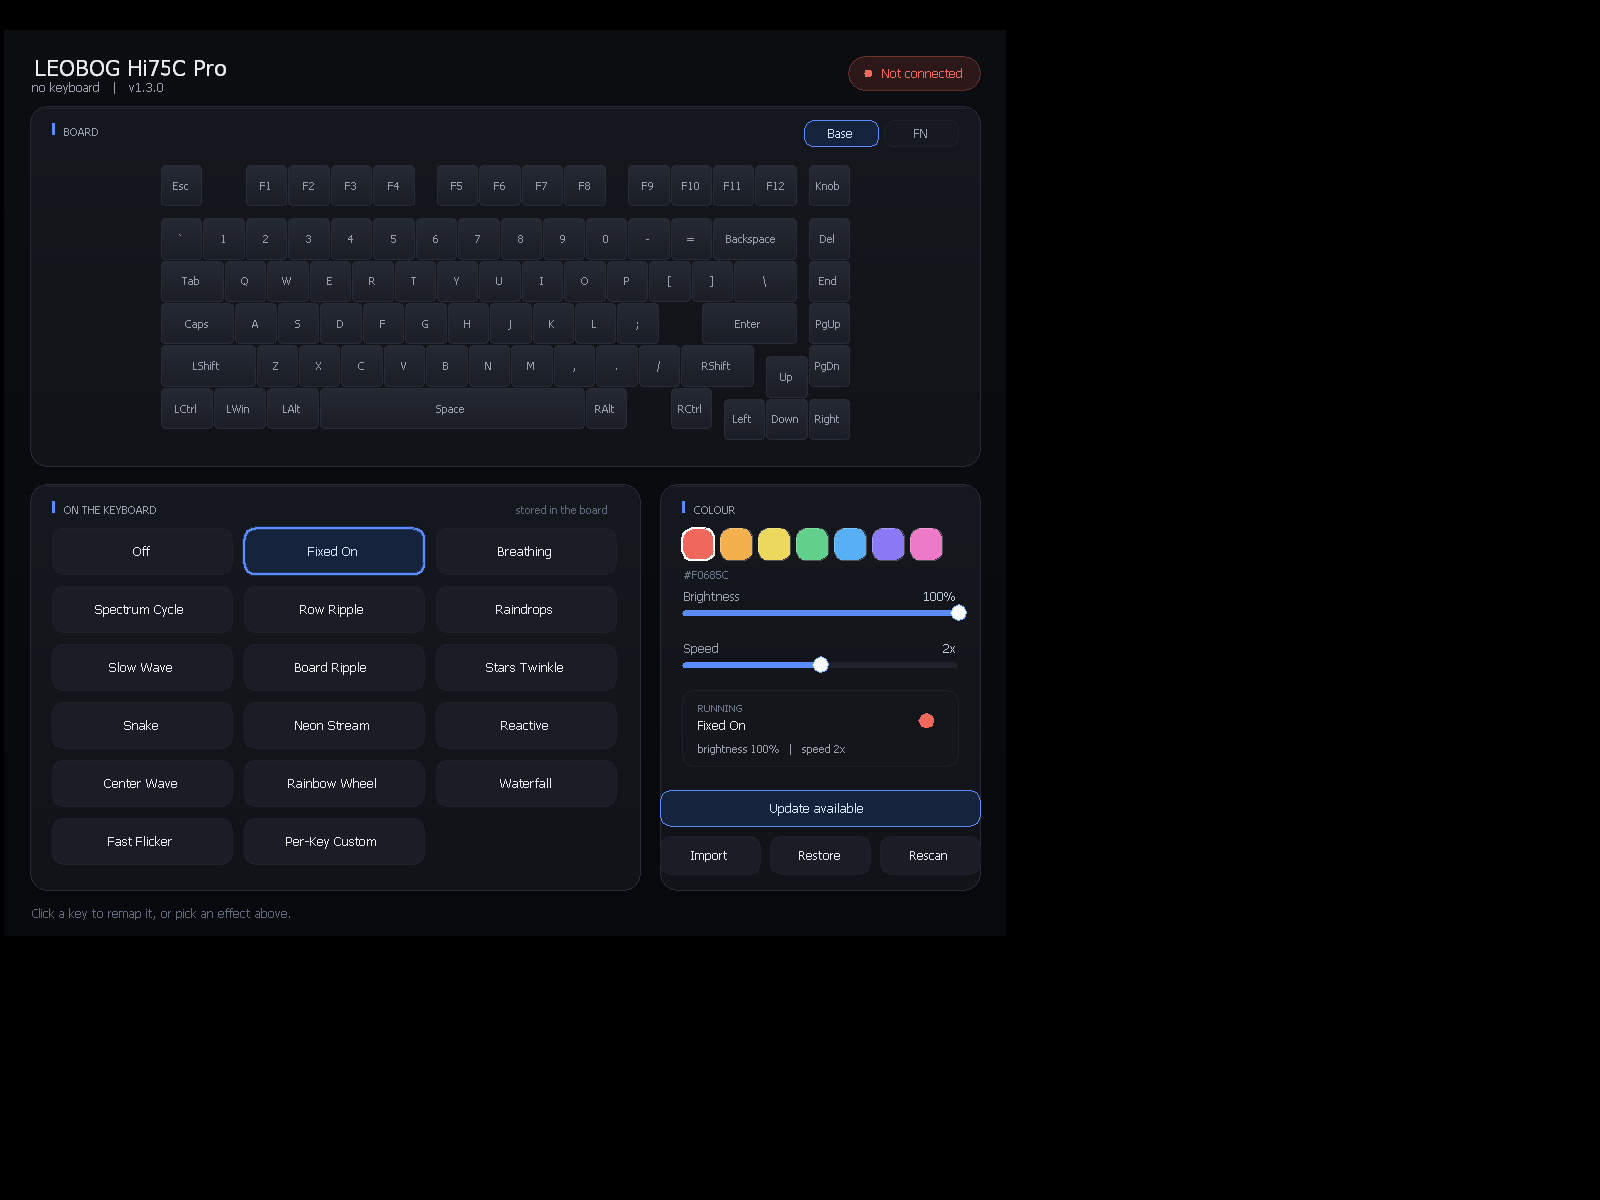 LEOBOG Hi75C Pro
no keyboard | v1.3.0
Not connected
BOARD
Base FN
Esc F1 F2 F3 F4 F5 F6 F7 F8 F9 F10 F11 F12 Knob
` 1 2 3 4 5 6 7 8 9 0 - = Backspace Del
Tab Q W E R T Y U I O P [ ] \ End
Caps A S D F G H J K L ; Enter PgUp
LShift Z X C V B N M , . / RShift Up PgDn
LCtrl LWin LAlt Space RAlt RCtrl Left Down Right
ON THE KEYBOARD stored in the board
Off Fixed On Breathing
Spectrum Cycle Row Ripple Raindrops
Slow Wave Board Ripple Stars Twinkle
Snake Neon Stream Reactive
Center Wave Rainbow Wheel Waterfall
Fast Flicker Per-Key Custom
COLOUR
#F0685C
Brightness 100%
Speed 2x
RUNNING
Fixed On
brightness 100% | speed 2x
Update available
Import Restore Rescan
Click a key to remap it, or pick an effect above.